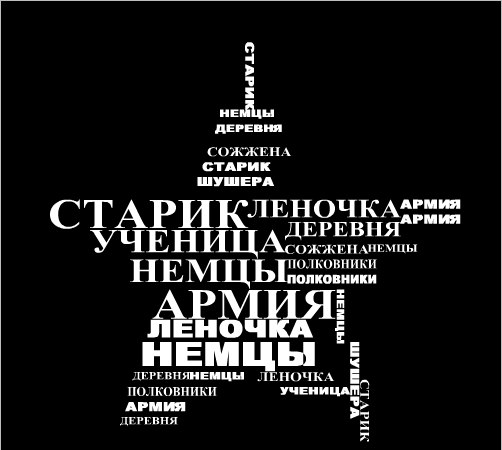 СТАРИК
НЕМЦЫ
ДЕРЕВНЯ
СОЖЖЕНА
СТАРИК
ШУШЕРА
СТАРИК ЛЕНОЧКА АРМИЯ
АРМИЯ
УЧЕНИЦА ДЕРЕВНЯ
СОЖЖЕНА НЕМЦЫ
НЕМЦЫ ПОЛКОВНИКИ
ПОЛКОВНИКИ
АРМИЯ НЕМЦЫ
ЛЕНОЧКА
НЕМЦЫ ШУШЕРА
ДЕРЕВНЯ НЕМЦЫ ЛЕНОЧКА
ПОЛКОВНИКИ УЧЕНИЦА СТАРИК
АРМИЯ
ДЕРЕВНЯ